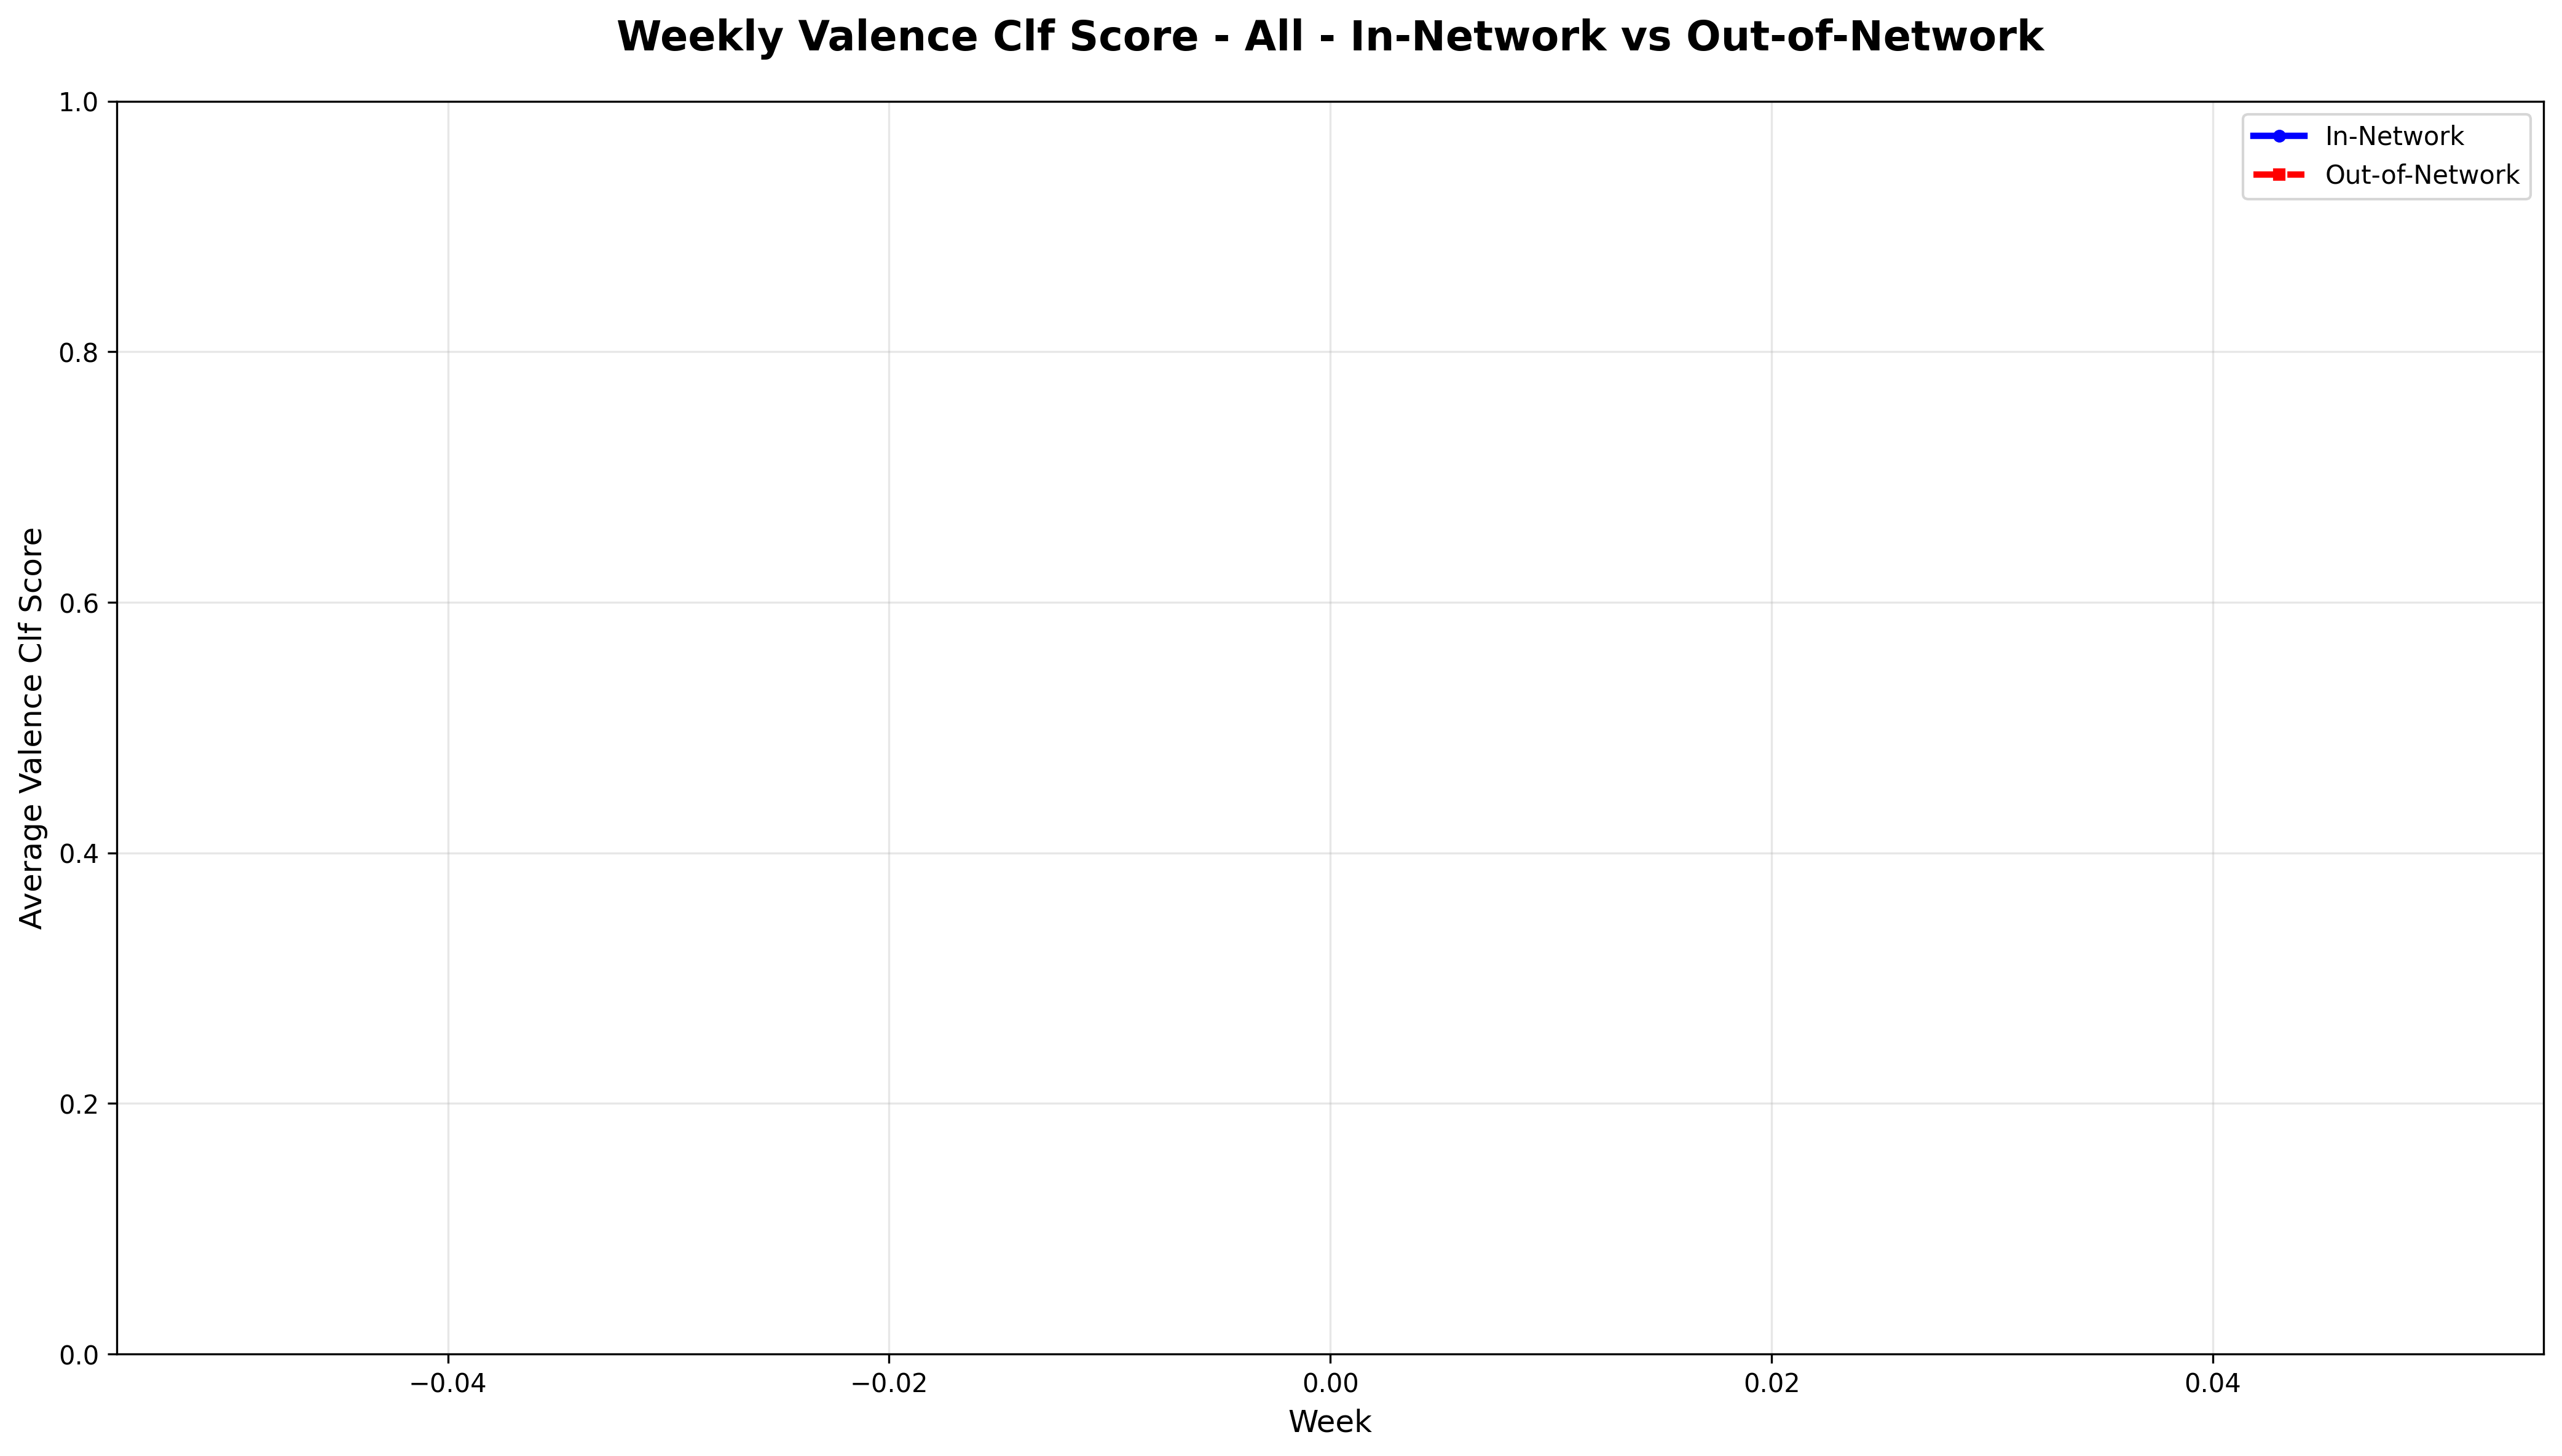 Weekly Valence Clf Score - All - In-Network vs Out-of-Network
In-Network
Out-of-Network
Average Valence Clf Score
1.0
0.8
0.6
0.4
0.2
0.0
−0.04
−0.02
0.00
0.02
0.04
Week